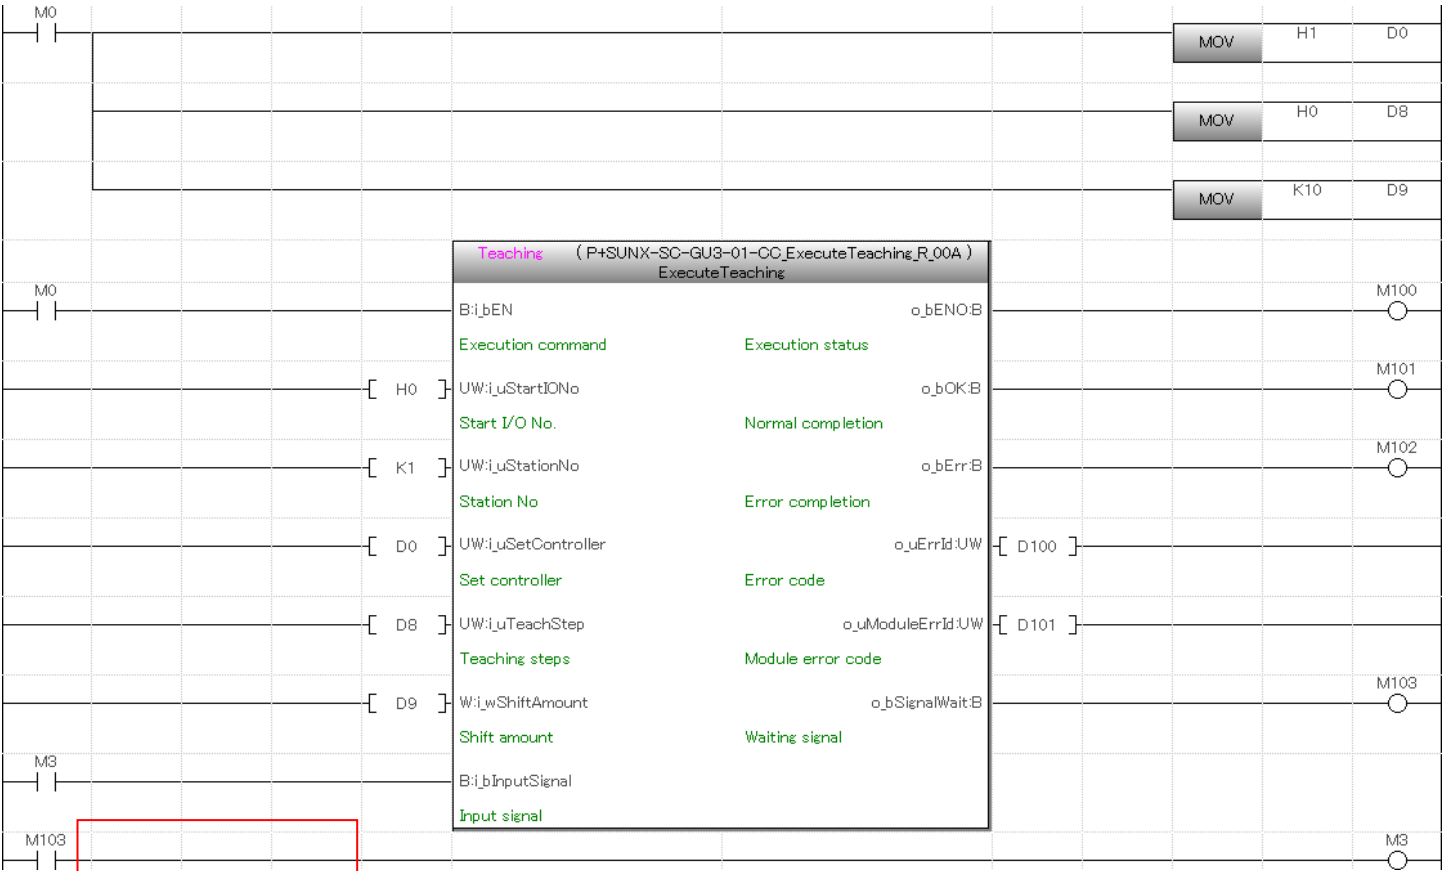 M0
MOV H1 D0
MOV H0 D8
MOV K10 D9
Teaching (P+SUNX-SC-GU3-01-CC_ExecuteTeaching_R_00A)
ExecuteTeaching
M0 B:i_bEN o_bENO:B M100
Execution command Execution status
H0 UW:i_uStartIONo o_bOK:B M101
Start I/O No. Normal completion
K1 UW:i_uStationNo o_bErr:B M102
Station No Error completion
D0 UW:i_uSetController o_uErrId:UW D100
Set controller Error code
D8 UW:i_uTeachStep o_uModuleErrId:UW D101
Teaching steps Module error code
D9 W:i_wShiftAmount o_bSignalWait:B M103
Shift amount Waiting signal
M3 B:i_bInputSignal
Input signal
M103 M3